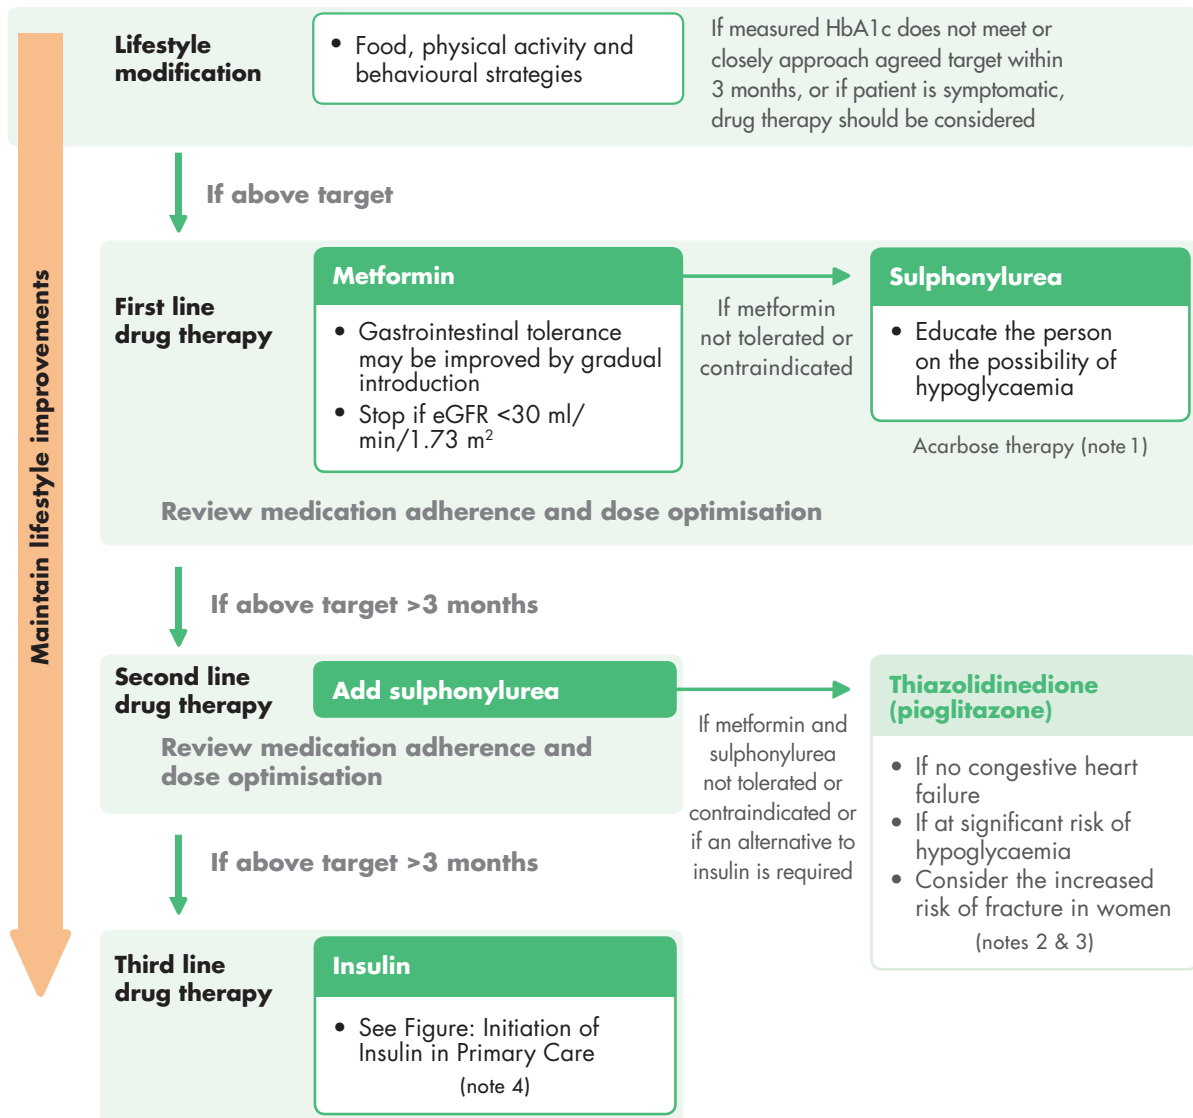 Maintain lifestyle improvements
Lifestyle
modification
• Food, physical activity and
behavioural strategies
If measured HbA1c does not meet or
closely approach agreed target within
3 months, or if patient is symptomatic,
drug therapy should be considered
If above target
First line
drug therapy
Metformin
• Gastrointestinal tolerance
may be improved by gradual
introduction
• Stop if eGFR <30 ml/
min/1.73 m²
If metformin
not tolerated or
contraindicated
Sulphonylurea
• Educate the person
on the possibility of
hypoglycaemia
Acarbose therapy (note 1)
Review medication adherence and dose optimisation
If above target >3 months
Second line
drug therapy
Add sulphonylurea
Review medication adherence and
dose optimisation
If metformin and
sulphonylurea
not tolerated or
contraindicated or
if an alternative to
insulin is required
Thiazolidinedione
(pioglitazone)
• If no congestive heart
failure
• If at significant risk of
hypoglycaemia
• Consider the increased
risk of fracture in women
(notes 2 & 3)
If above target >3 months
Third line
drug therapy
Insulin
• See Figure: Initiation of
Insulin in Primary Care
(note 4)